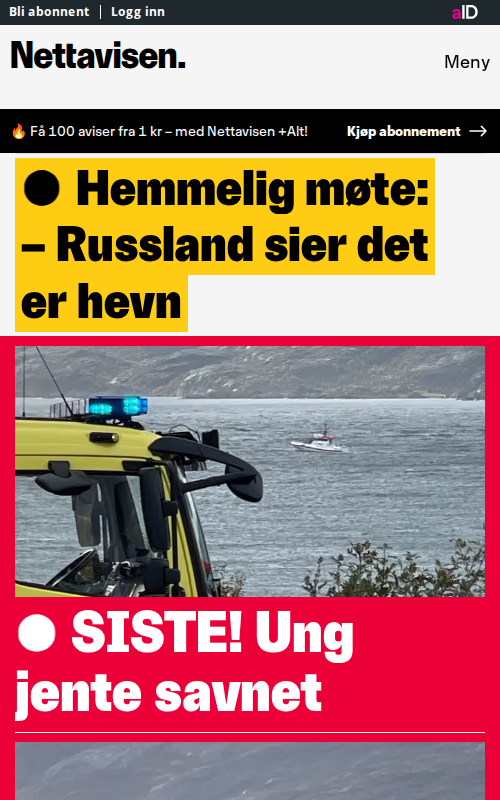 Bli abonnent | Logg inn
aID
Nettavisen.
Meny
🔥 Få 100 aviser fra 1 kr – med Nettavisen +Alt!
Kjøp abonnement →
● Hemmelig møte:
– Russland sier det
er hevn
● SISTE! Ung
jente savnet